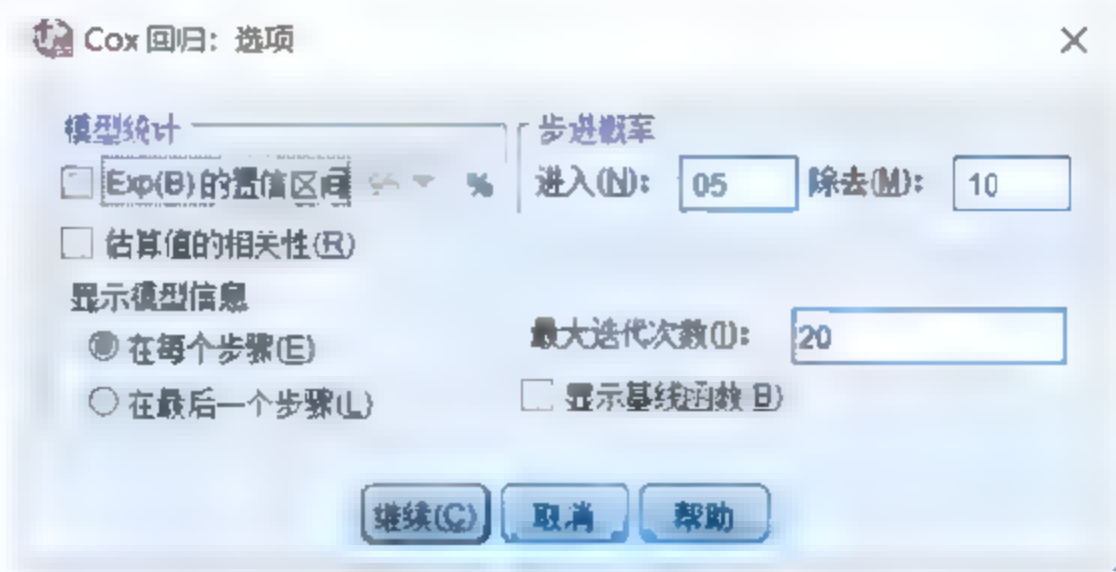 Cox 回归：选项
模型统计
Exp(B)的置信区间 %
估算值的相关性(R)
显示模型信息
在每个步骤(E)
在最后一个步骤(L)
步进概率
进入(N)： 05 除去(M)： 10
最大迭代次数(I)： 20
显示基线函数 B)
继续(C) 取消 帮助